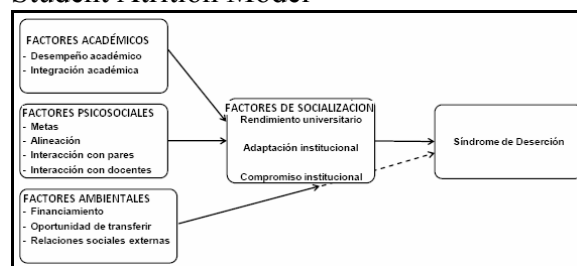 Student Attrition Model
FACTORES ACADÉMICOS
- Desempeño académico
- Integración académica
FACTORES PSICOSOCIALES
- Metas
- Alineación
- Interacción con pares
- Interacción con docentes
FACTORES AMBIENTALES
- Financiamiento
- Oportunidad de transferir
- Relaciones sociales externas
FACTORES DE SOCIALIZACION
Rendimiento universitario
Adaptación institucional
Compromiso institucional
Síndrome de Deserción